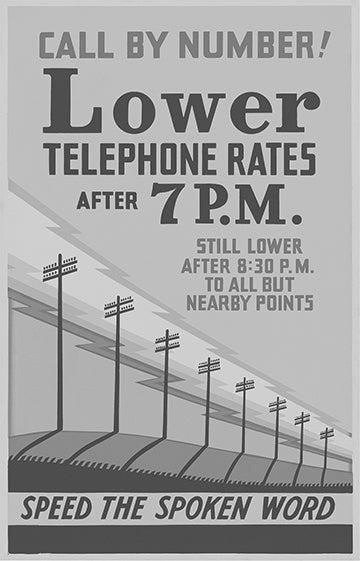 CALL BY NUMBER!
Lower
TELEPHONE RATES
AFTER 7 P.M.
STILL LOWER
AFTER 8:30 P.M.
TO ALL BUT
NEARBY POINTS
SPEED THE SPOKEN WORD